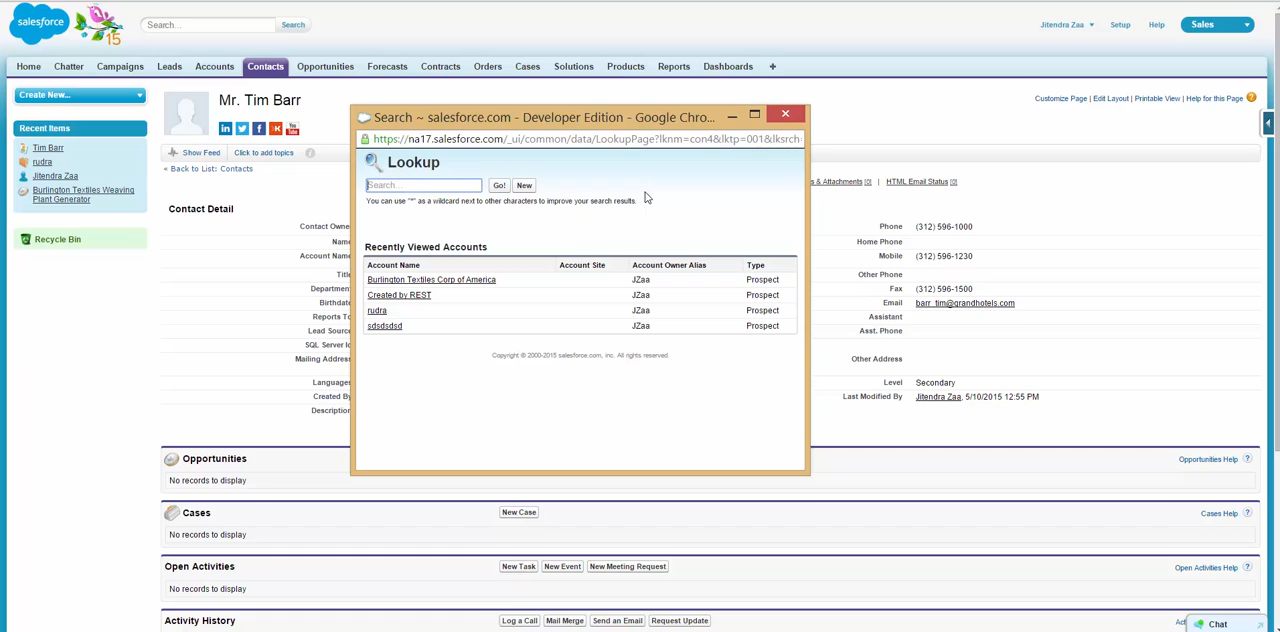 salesforce
15
Search...
Search
Jitendra Zaa
Setup
Help
Sales
Home
Chatter
Campaigns
Leads
Accounts
Contacts
Opportunities
Forecasts
Contracts
Orders
Cases
Solutions
Products
Reports
Dashboards
+
Create New...
Recent Items
Tim Barr
rudra
Jitendra Zaa
Burlington Textiles Weaving
Plant Generator
Recycle Bin
Mr. Tim Barr
Customize Page | Edit Layout | Printable View | Help for this Page
You
Tube
Show Feed
Click to add topics
« Back to List: Contacts
s & Attachments [0] | HTML Email Status [0]
Contact Detail
Contact Owne
Name
Account Name
Title
Department
Birthdat
Reports To
Lead Source
SQL Server Id
Mailing Address
Languages
Created By
Description
Phone (312) 596-1000
Home Phone
Mobile (312) 596-1230
Other Phone
Fax (312) 596-1500
Email barr_tim@grandhotels.com
Assistant
Asst. Phone
Other Address
Level Secondary
Last Modified By Jitendra Zaa, 5/10/2015 12:55 PM
Search ~ salesforce.com - Developer Edition - Google Chro...
https://na17.salesforce.com/_ui/common/data/LookupPage?lknm=con4&lktp=001&lksrch=
Lookup
Search...
Go!
New
You can use "*" as a wildcard next to other characters to improve your search results.
Recently Viewed Accounts
Account Name Account Site Account Owner Alias Type
Burlington Textiles Corp of America JZaa Prospect
Created by REST JZaa Prospect
rudra JZaa Prospect
sdsdsdsd JZaa Prospect
Copyright © 2000-2015 salesforce.com, inc. All rights reserved.
Opportunities
Opportunities Help ?
No records to display
Cases
New Case
Cases Help ?
No records to display
Open Activities
New Task
New Event
New Meeting Request
Open Activities Help ?
No records to display
Activity History
Log a Call
Mail Merge
Send an Email
Request Update
Chat